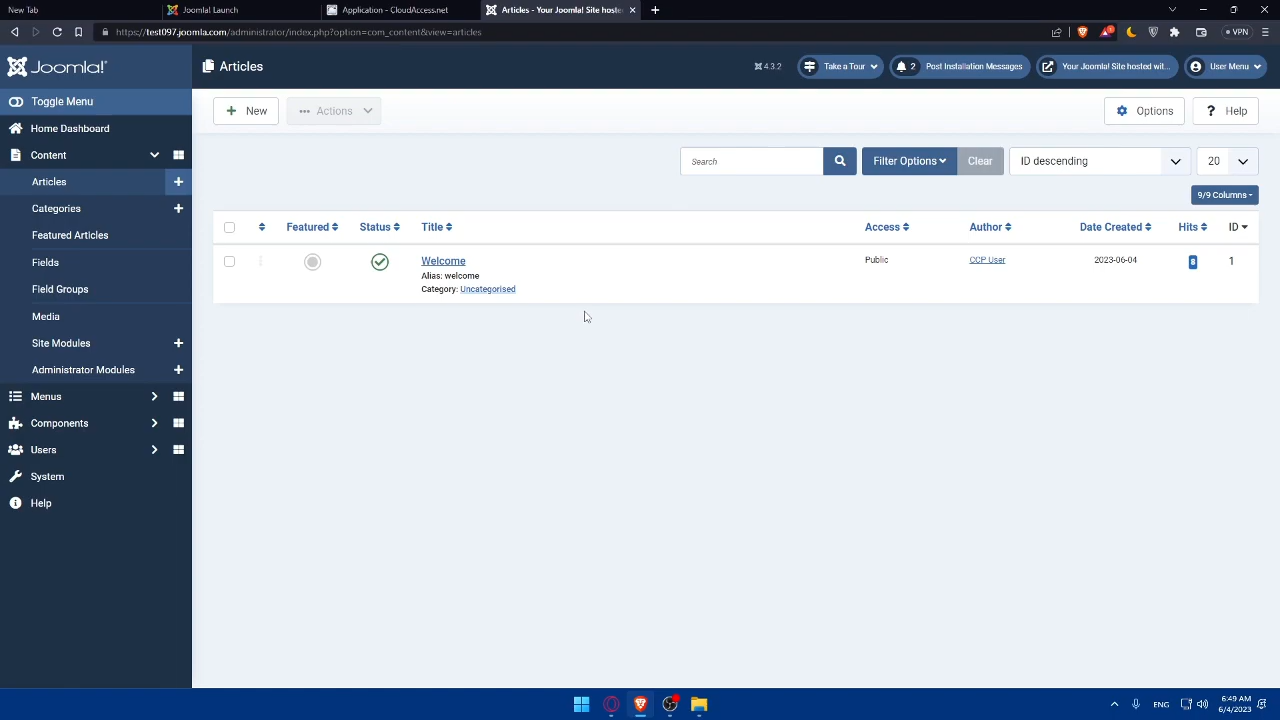 New Tab
Joomla! Launch
Application - CloudAccess.net
Articles - Your Joomla! Site hoste
https://test097.joomla.com/administrator/index.php?option=com_content&view=articles
VPN
Joomla!
Articles
4.3.2
Take a Tour
2 Post Installation Messages
Your Joomla! Site hosted wit...
User Menu
Toggle Menu
New
Actions
Options
? Help
Home Dashboard
Content
Search
Filter Options
Clear
ID descending
20
Articles
9/9 Columns
Categories
Featured
Status
Title
Access
Author
Date Created
Hits
ID
Featured Articles
Welcome
Public
CCP User
2023-06-04
8
1
Fields
Alias: welcome
Field Groups
Category: Uncategorised
Media
Site Modules
Administrator Modules
Menus
Components
Users
System
Help
ENG
6:49 AM
6/4/2023